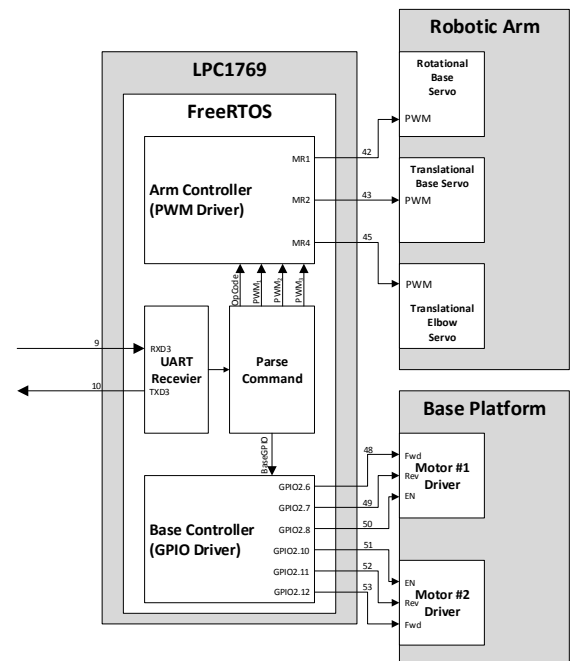 Robotic Arm
LPC1769
FreeRTOS
Rotational
Base
Servo
PWM
42
MR1
Arm Controller
(PWM Driver)
Translational
Base Servo
PWM
43
MR2
45
MR4
PWM
Translational
Elbow
Servo
OpCode
PWM1
PWM2
PWM3
9
RXD3
UART
Recevier
10
TXD3
Parse
Command
BaseGPIO
Base Platform
48
Fwd
Motor #1
Driver
Rev
EN
GPIO2.6
49
GPIO2.7
50
GPIO2.8
Base Controller
(GPIO Driver)
51
GPIO2.10
52
GPIO2.11
53
GPIO2.12
EN
Motor #2
Driver
Rev
Fwd